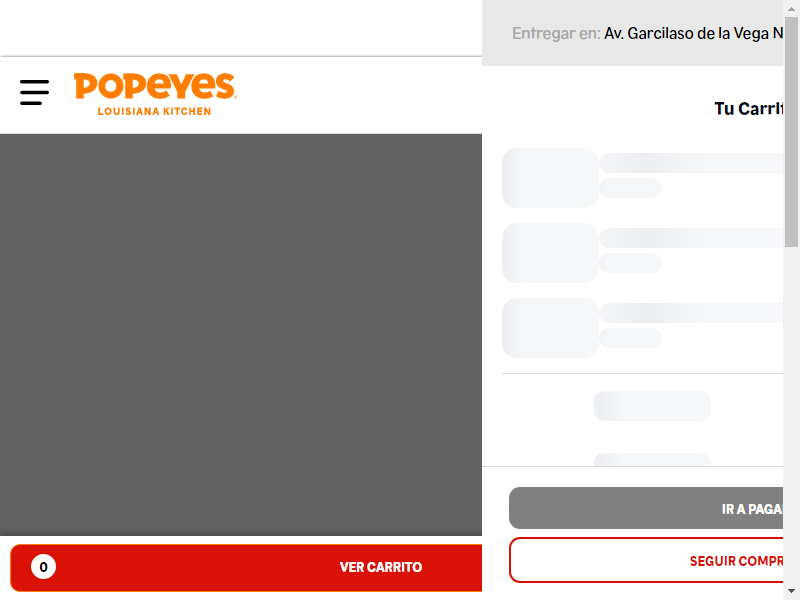 Entregar en: Av. Garcilaso de la Vega N
POPEYES
LOUISIANA KITCHEN
Tu Carrit
IR A PAGA
SEGUIR COMPR
0
VER CARRITO